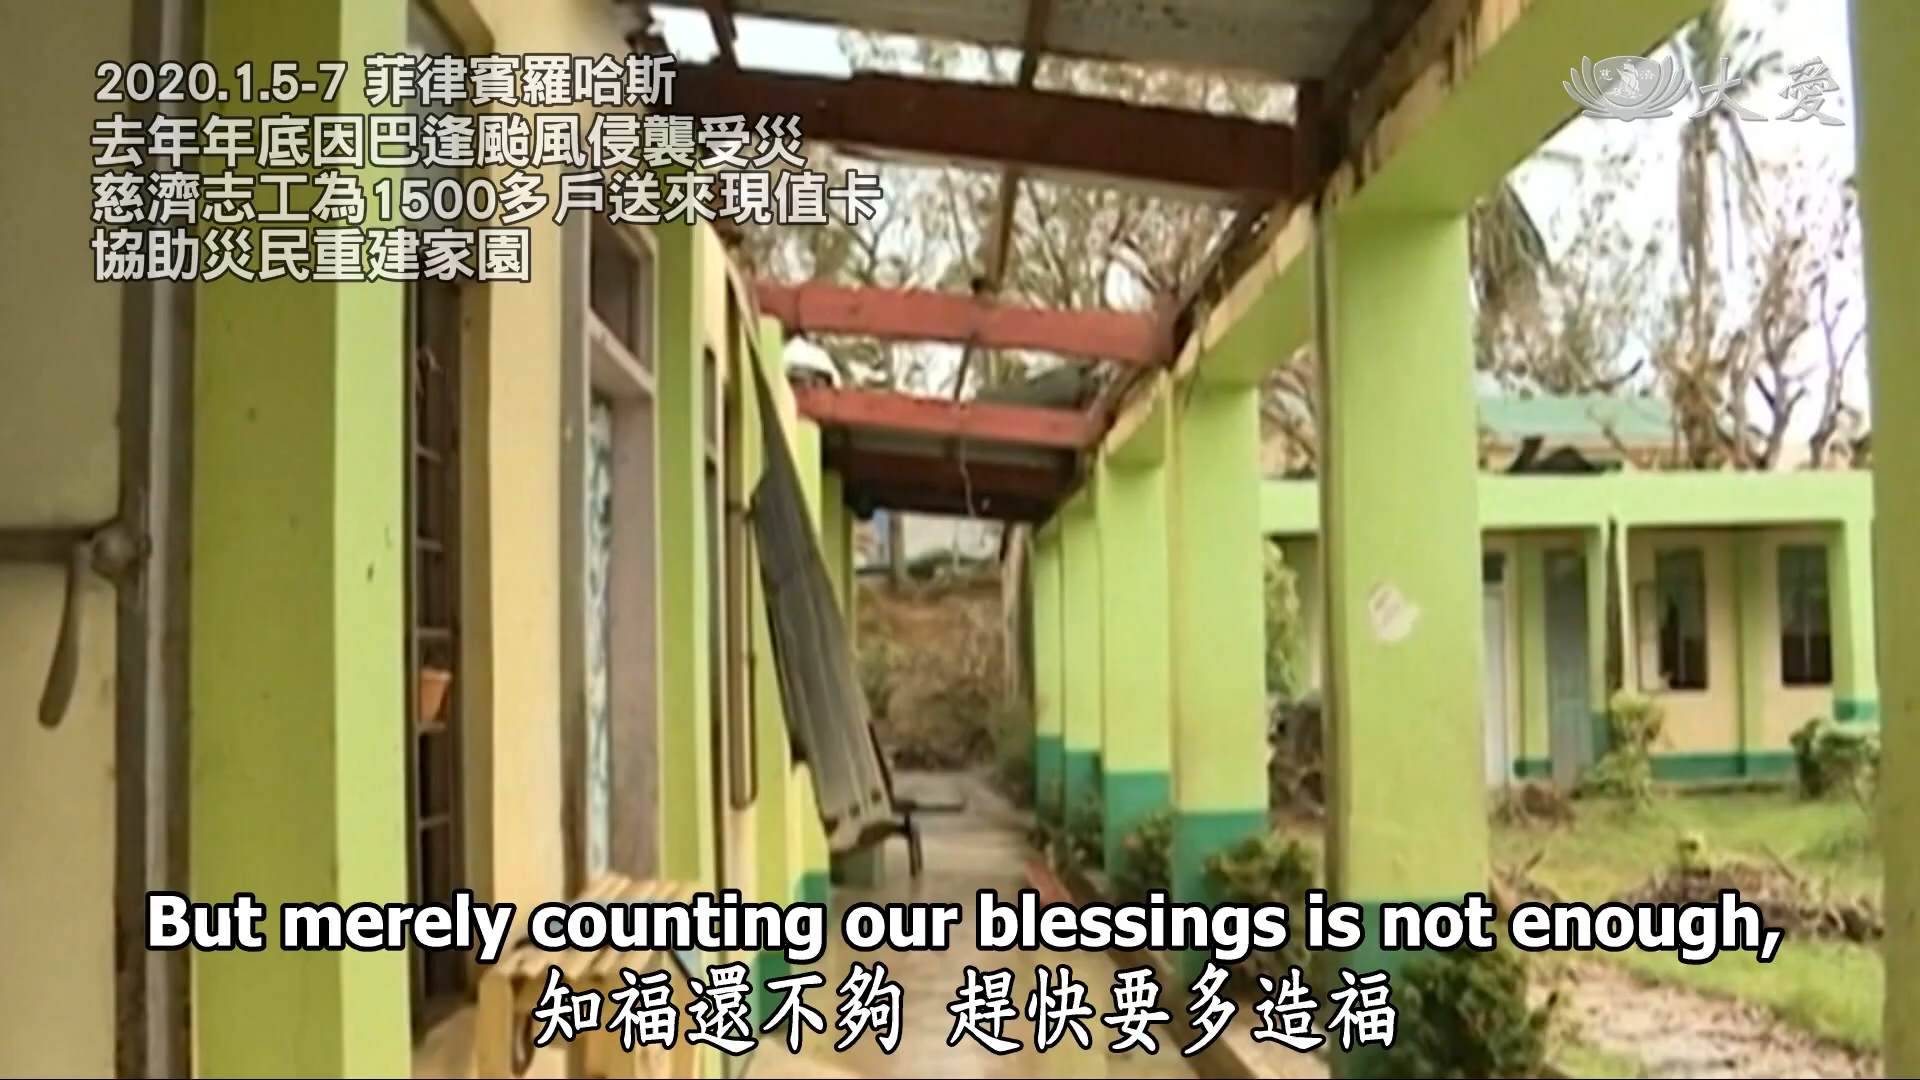 2020.1.5-7 菲律賓羅哈斯
去年年底因巴逢颱風侵襲受災
慈濟志工為1500多戶送來現值卡
協助災民重建家園
慈濟
大愛
But merely counting our blessings is not enough,
知福還不夠 趕快要多造福